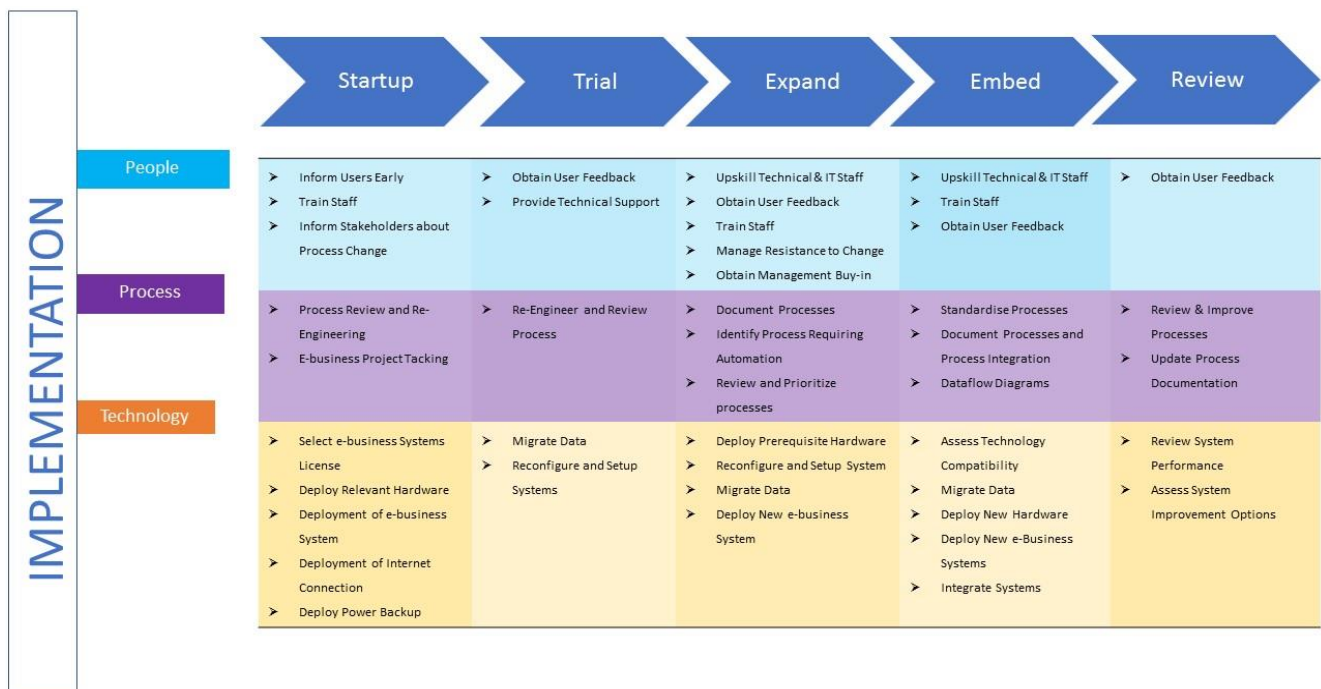 IMPLEMENTATION
Startup
Trial
Expand
Embed
Review
People
Inform Users Early
Train Staff
Inform Stakeholders about
Process Change
Obtain User Feedback
Provide Technical Support
Upskill Technical & IT Staff
Obtain User Feedback
Train Staff
Manage Resistance to Change
Obtain Management Buy-in
Upskill Technical & IT Staff
Train Staff
Obtain User Feedback
Obtain User Feedback
Process
Process Review and Re-
Engineering
E-business Project Tacking
Re-Engineer and Review
Process
Document Processes
Identify Process Requiring
Automation
Review and Prioritize
processes
Standardise Processes
Document Processes and
Process Integration
Dataflow Diagrams
Review & Improve
Processes
Update Process
Documentation
Technology
Select e-business Systems
License
Deploy Relevant Hardware
Deployment of e-business
System
Deployment of Internet
Connection
Deploy Power Backup
Migrate Data
Reconfigure and Setup
Systems
Deploy Prerequisite Hardware
Reconfigure and Setup System
Migrate Data
Deploy New e-business
System
Assess Technology
Compatibility
Migrate Data
Deploy New Hardware
Deploy New e-Business
Systems
Integrate Systems
Review System
Performance
Assess System
Improvement Options